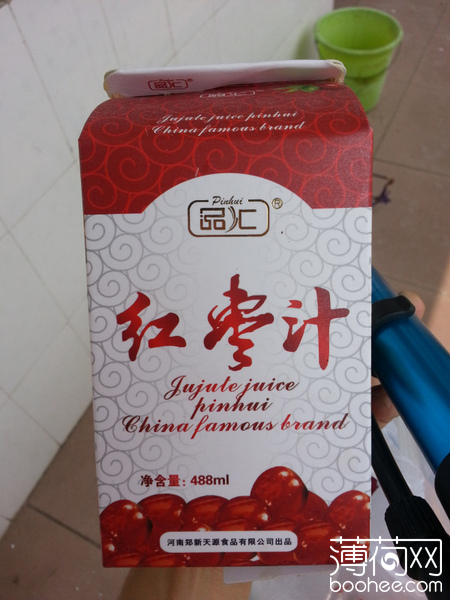 品汇
Jujute juice pinhui
China famous brand
Pinhui
品汇®
红枣汁
Jujute juice
pinhui
China famous brand
净含量：488ml
河南郑新天源食品有限公司出品
薄荷网
boohee.com